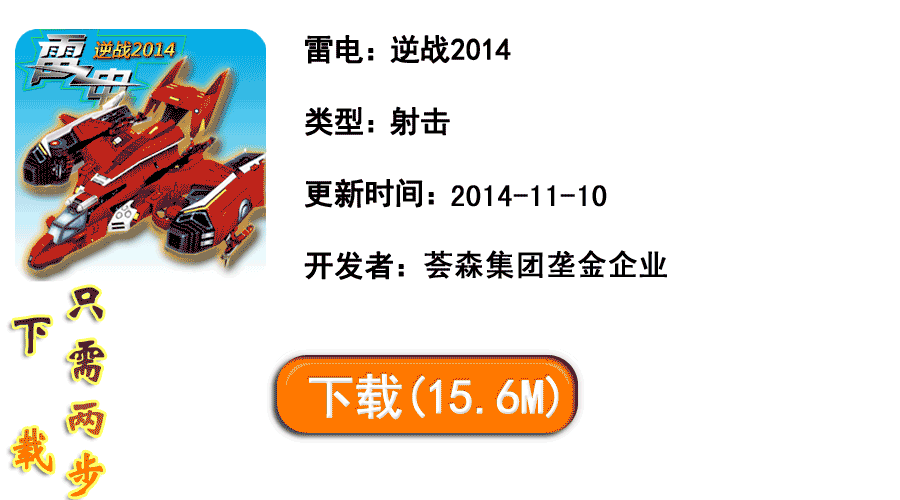 雷电
逆战2014
雷电：逆战2014
类型：射击
更新时间：2014-11-10
开发者：荟森集团垄金企业
只需两步
下载
下载(15.6M)